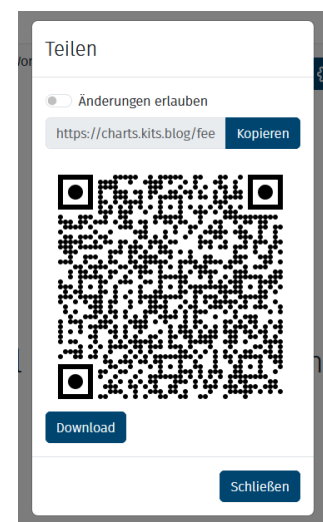 Teilen
Änderungen erlauben
https://charts.kits.blog/fee
Kopieren
Download
Schließen